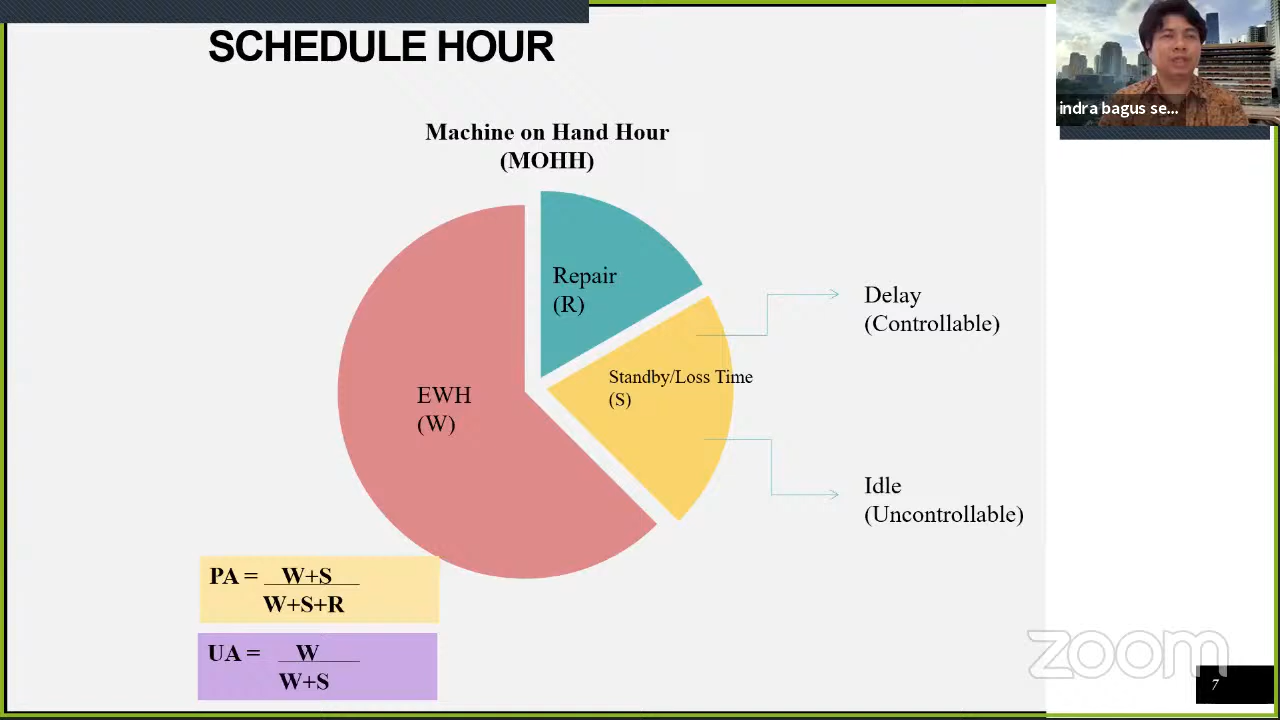 SCHEDULE HOUR
indra bagus se...
Machine on Hand Hour
(MOHH)
Repair
(R)
Delay
(Controllable)
Standby/Loss Time
(S)
EWH
(W)
Idle
(Uncontrollable)
PA = W+S
W+S+R
UA = W
W+S
zoom
7